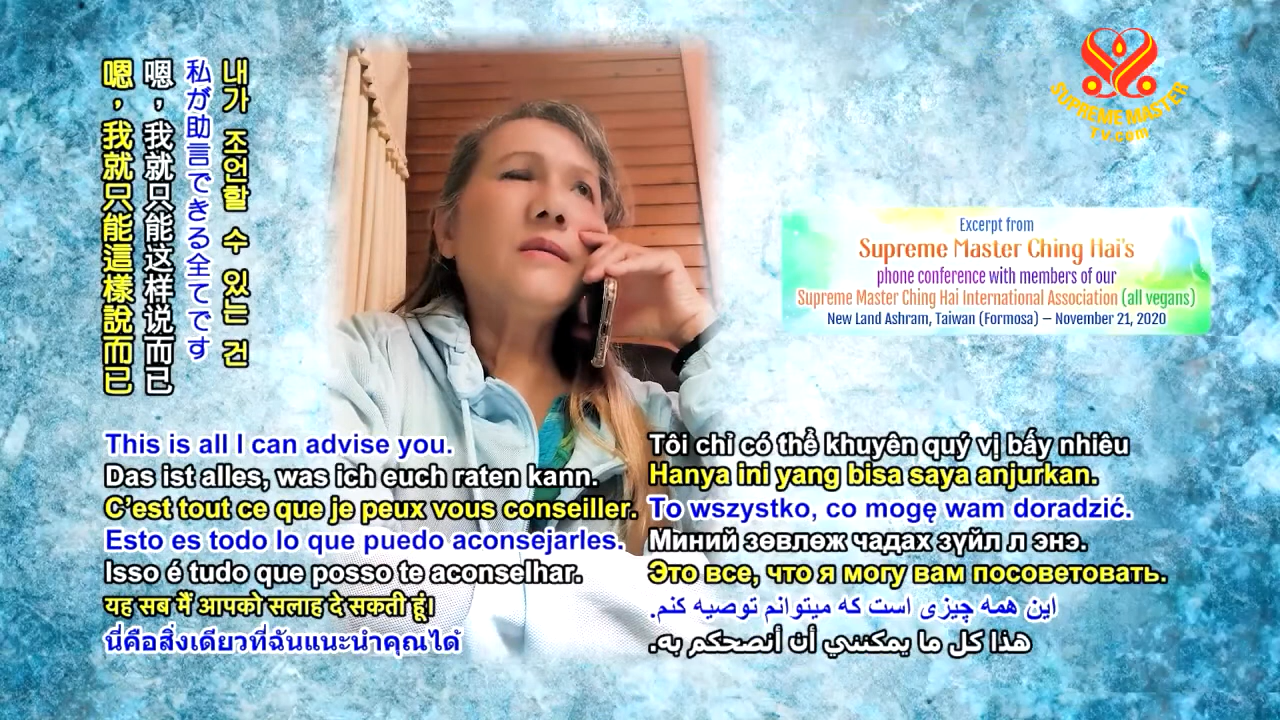 嗯，我就只能這樣說而已
嗯，我就只能这样说而已
私が助言できる全てです
내가 조언할 수 있는 건
SUPREME MASTER
TV.com
Excerpt from
Supreme Master Ching Hai's
phone conference with members of our
Supreme Master Ching Hai International Association (all vegans)
New Land Ashram, Taiwan (Formosa) – November 21, 2020
This is all I can advise you.
Das ist alles, was ich euch raten kann.
C'est tout ce que je peux vous conseiller.
Esto es todo lo que puedo aconsejarles.
Isso é tudo que posso te aconselhar.
यह सब मैं आपको सलाह दे सकती हूं।
นี่คือสิ่งเดียวที่ฉันแนะนำคุณได้
Tôi chỉ có thể khuyên quý vị bấy nhiêu
Hanya ini yang bisa saya anjurkan.
To wszystko, co mogę wam doradzić.
Миний зөвлөж чадах зүйл л энэ.
Это все, что я могу вам посоветовать.
این همه چیزی است که میتوانم توصیه کنم.
هذا كل ما يمكنني أن أنصحكم به.